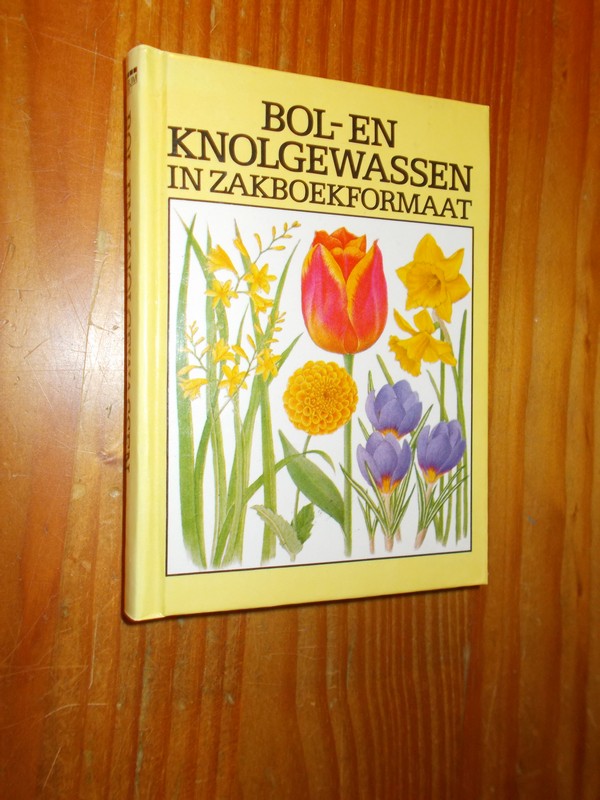 BOL- EN
KNOLGEWASSEN
IN ZAKBOEKFORMAAT